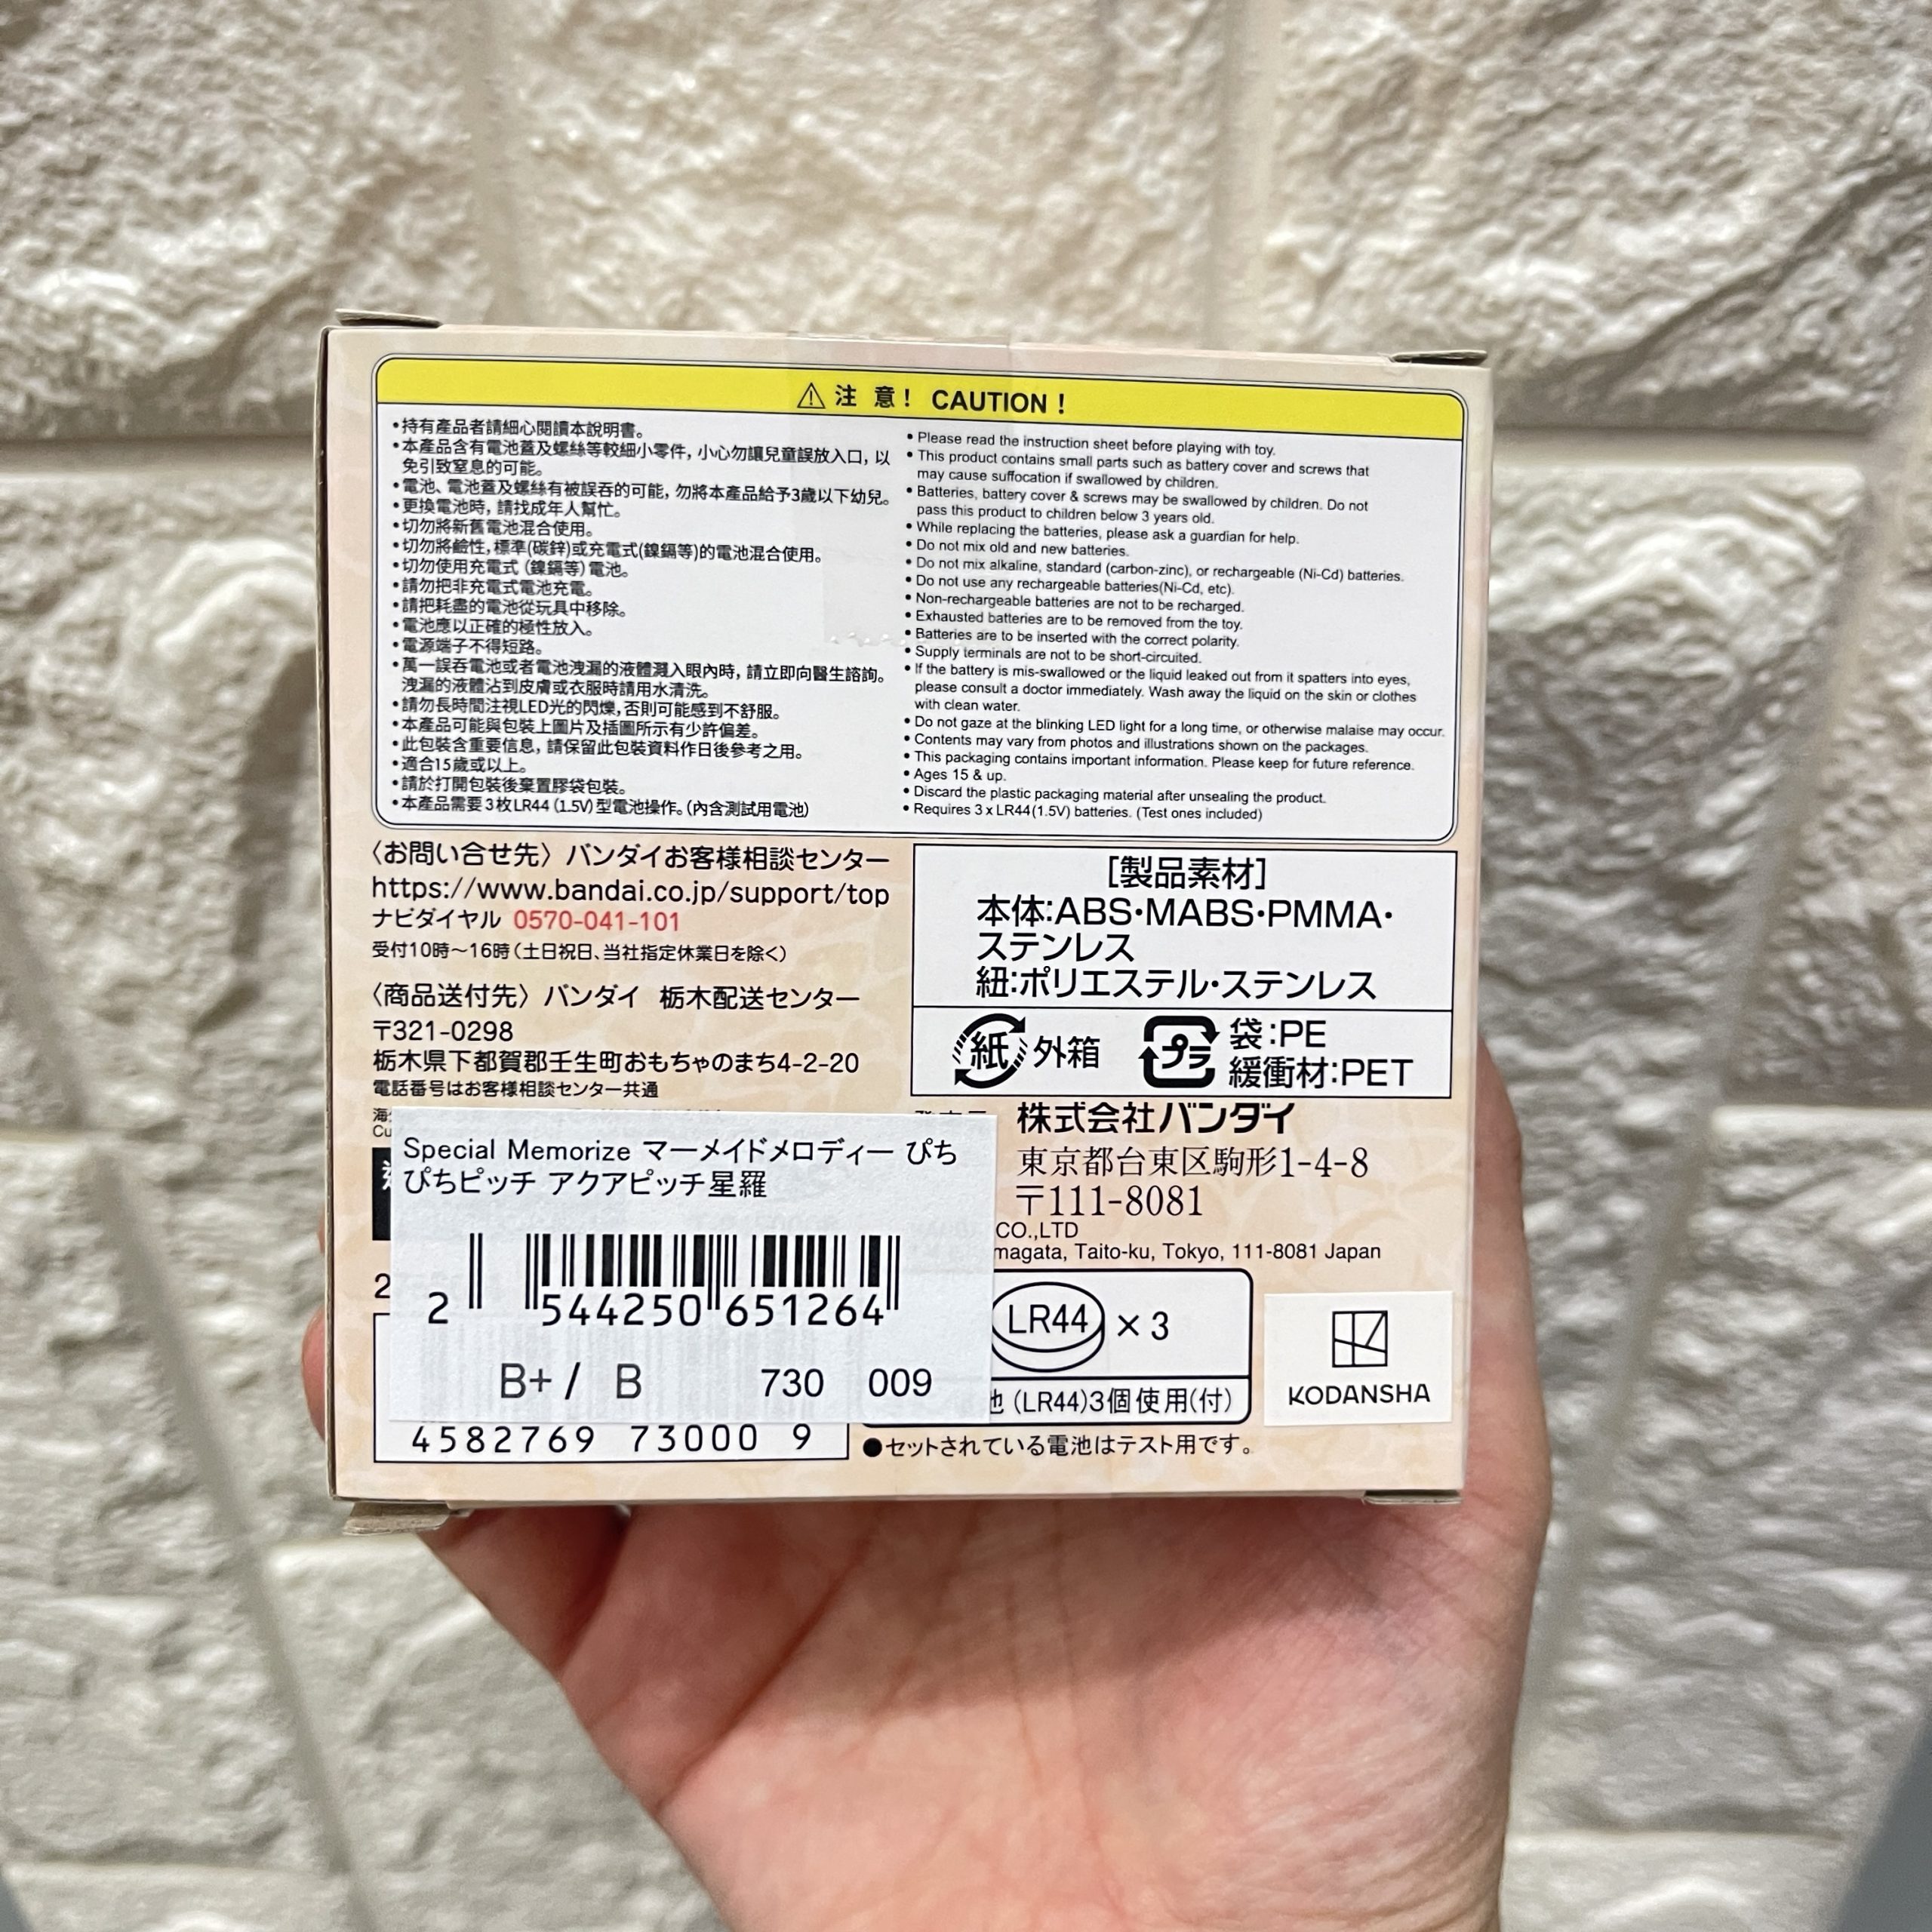 ⚠ 注 意! CAUTION !
•持有產品者請細心閱讀本說明書。
•本產品含有電池蓋及螺絲等較細小零件，小心勿讓兒童誤放入口，以
免引致窒息的可能。
•電池、電池蓋及螺絲有被誤吞的可能，勿將本產品給予3歲以下幼兒。
•更換電池時，請找成年人幫忙。
•切勿將新舊電池混合使用。
•切勿將鹼性，標準(碳鋅)或充電式(鎳鎘等)的電池混合使用。
•切勿使用充電式（鎳鎘等）電池。
•請勿把非充電式電池充電。
•請把耗盡的電池從玩具中移除。
•電池應以正確的極性放入。
•電源端子不得短路。
•萬一誤吞電池或者電池洩漏的液體濺入眼內時，請立即向醫生諮詢。
洩漏的液體沾到皮膚或衣服時請用水清洗。
•請勿長時間注視LED光的閃爍，否則可能感到不舒服。
•本產品可能與包裝上圖片及插圖所示有少許偏差。
•此包裝含重要信息，請保留此包裝資料作日後參考之用。
•適合15歲或以上。
•請於打開包裝後棄置膠袋包裝。
•本產品需要3枚LR44（1.5V）型電池操作。（內含測試用電池）
• Please read the instruction sheet before playing with toy.
• This product contains small parts such as battery cover and screws that
may cause suffocation if swallowed by children.
• Batteries, battery cover & screws may be swallowed by children. Do not
pass this product to children below 3 years old.
• While replacing the batteries, please ask a guardian for help.
• Do not mix old and new batteries.
• Do not mix alkaline, standard (carbon-zinc), or rechargeable (Ni-Cd) batteries.
• Do not use any rechargeable batteries(Ni-Cd, etc).
• Non-rechargeable batteries are not to be recharged.
• Exhausted batteries are to be removed from the toy.
• Batteries are to be inserted with the correct polarity.
• Supply terminals are not to be short-circuited.
• If the battery is mis-swallowed or the liquid leaked out from it spatters into eyes,
please consult a doctor immediately. Wash away the liquid on the skin or clothes
with clean water.
• Do not gaze at the blinking LED light for a long time, or otherwise malaise may occur.
• Contents may vary from photos and illustrations shown on the packages.
• This packaging contains important information. Please keep for future reference.
• Ages 15 & up.
• Discard the plastic packaging material after unsealing the product.
• Requires 3 x LR44(1.5V) batteries. (Test ones included)
〈お問い合せ先〉バンダイお客様相談センター
https://www.bandai.co.jp/support/top
ナビダイヤル 0570-041-101
受付10時～16時（土日祝日、当社指定休業日を除く）
〈商品送付先〉バンダイ 栃木配送センター
〒321-0298
栃木県下都賀郡壬生町おもちゃのまち4-2-20
電話番号はお客様相談センター共通
[製品素材]
本体:ABS・MABS・PMMA・
ステンレス
紐:ポリエステル・ステンレス
紙 外箱
プラ 袋:PE
緩衝材:PET
株式会社バンダイ
東京都台東区駒形1-4-8
〒111-8081
CO.,LTD
magata, Taito-ku, Tokyo, 111-8081 Japan
Special Memorize マーメイドメロディー ぴち
ぴちピッチ アクアピッチ星羅
2 544250 651264
B+/ B 730 009
4582769 73000 9
LR44 ×3
池 (LR44)3個使用(付)
●セットされている電池はテスト用です。
KODANSHA